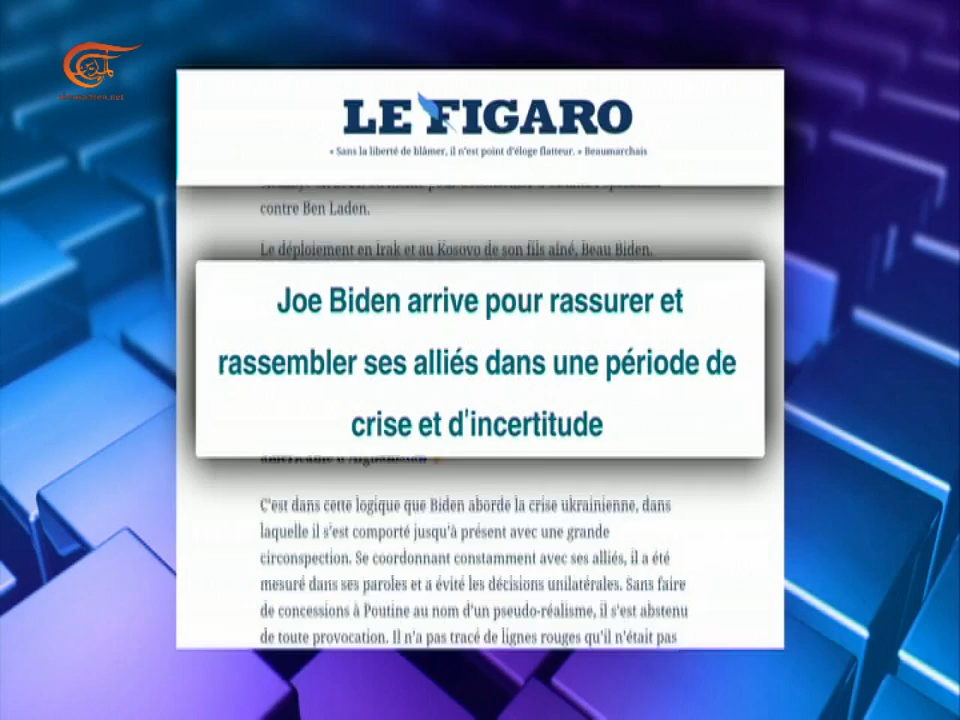 الميادين
LE FIGARO
« Sans la liberté de blâmer, il n'est point d'éloge flatteur. » Beaumarchais
contre Ben Laden.
Le déploiement en Irak et au Kosovo de son fils aîné, Beau Biden,
Joe Biden arrive pour rassurer et
rassembler ses alliés dans une période de
crise et d'incertitude
C'est dans cette logique que Biden aborde la crise ukrainienne, dans
laquelle il s'est comporté jusqu'à présent avec une grande
circonspection. Se coordonnant constamment avec ses alliés, il a été
mesuré dans ses paroles et a évité les décisions unilatérales. Sans faire
de concessions à Poutine au nom d'un pseudo-réalisme, il s'est abstenu
de toute provocation. Il n'a pas tracé de lignes rouges qu'il n'était pas